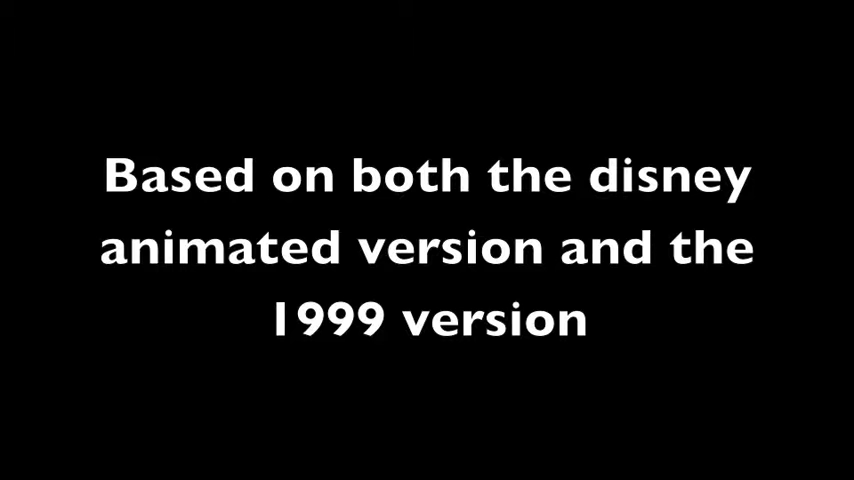 Based on both the disney
animated version and the
1999 version